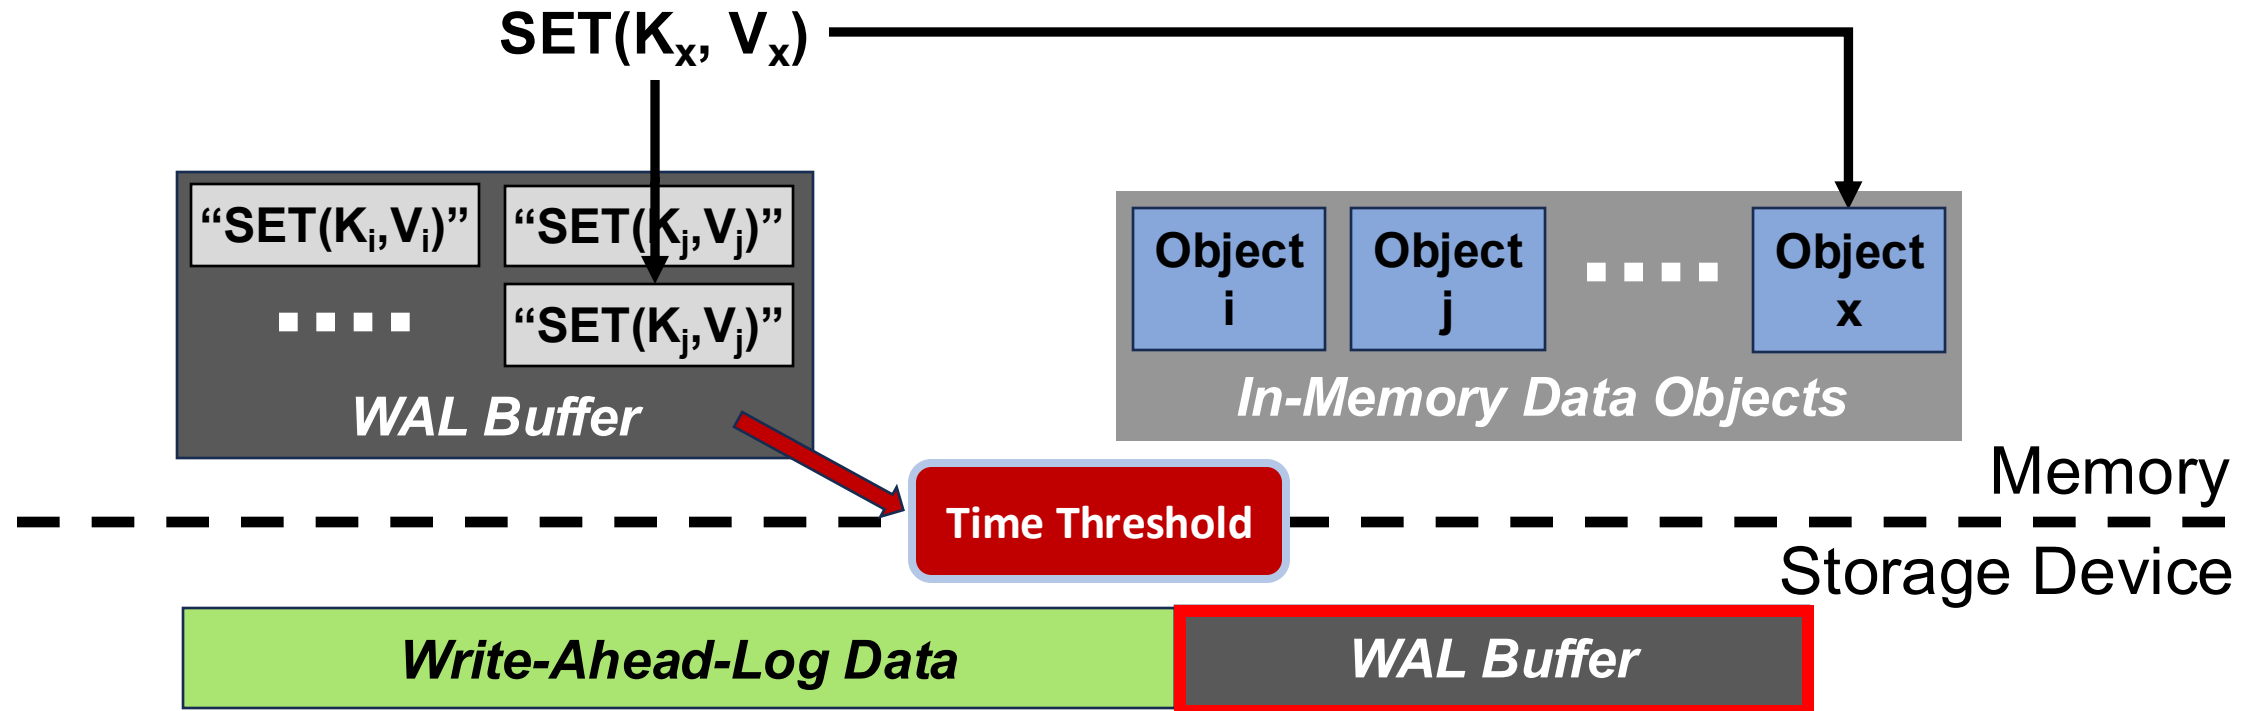 SET(Kx, Vx)
“SET(Ki,Vi)” “SET(Kj,Vj)”
“SET(Kj,Vj)”
WAL Buffer
Object
i
Object
j
Object
x
In-Memory Data Objects
Memory
Time Threshold
Storage Device
Write-Ahead-Log Data
WAL Buffer